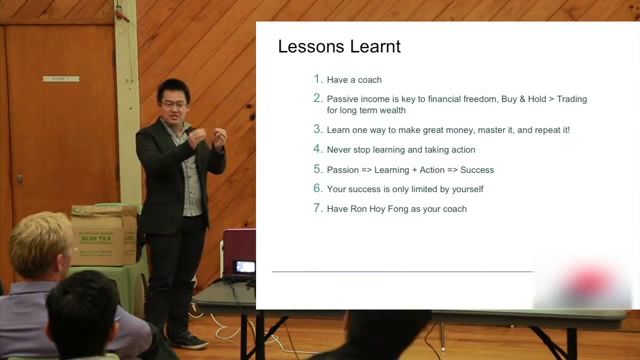 Lessons Learnt
1. Have a coach
2. Passive income is key to financial freedom, Buy & Hold > Trading
for long term wealth
3. Learn one way to make great money, master it, and repeat it!
4. Never stop learning and taking action
5. Passion => Learning + Action => Success
6. Your success is only limited by yourself
7. Have Ron Hoy Fong as your coach
SLIM TEX